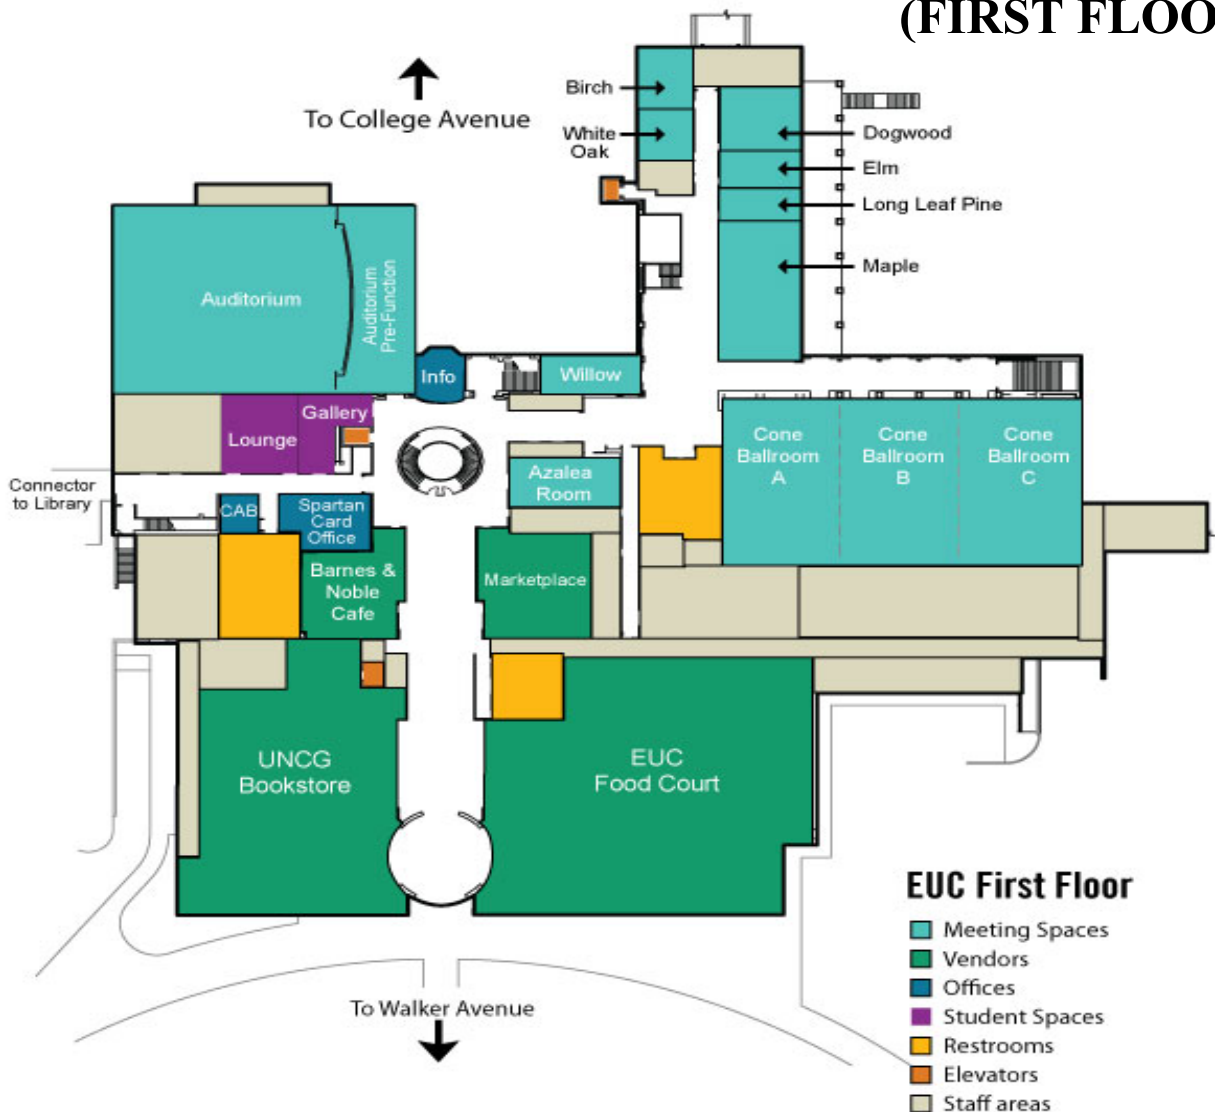 (FIRST FLOO
To College Avenue
Birch
White
Oak
Dogwood
Elm
Long Leaf Pine
Maple
Auditorium
Auditorium
Pre-Function
Info
Willow
Gallery
Lounge
Cone
Ballroom
A
Cone
Ballroom
B
Cone
Ballroom
C
Azalea
Room
Connector
to Library
CAB
Spartan
Card
Office
Barnes &
Noble
Cafe
Marketplace
UNCG
Bookstore
EUC
Food Court
To Walker Avenue
EUC First Floor
Meeting Spaces
Vendors
Offices
Student Spaces
Restrooms
Elevators
Staff areas